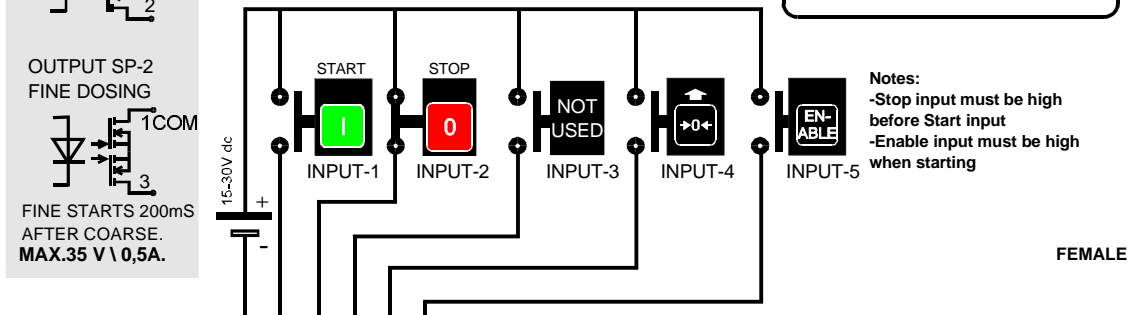 2
OUTPUT SP-2
FINE DOSING
1COM
3
FINE STARTS 200mS
AFTER COARSE.
MAX.35 V \ 0,5A.
15-30V dc
+
-
START
I
INPUT-1
STOP
0
INPUT-2
NOT
USED
INPUT-3
→0←
INPUT-4
EN-
ABLE
INPUT-5
Notes:
-Stop input must be high
before Start input
-Enable input must be high
when starting
FEMALE